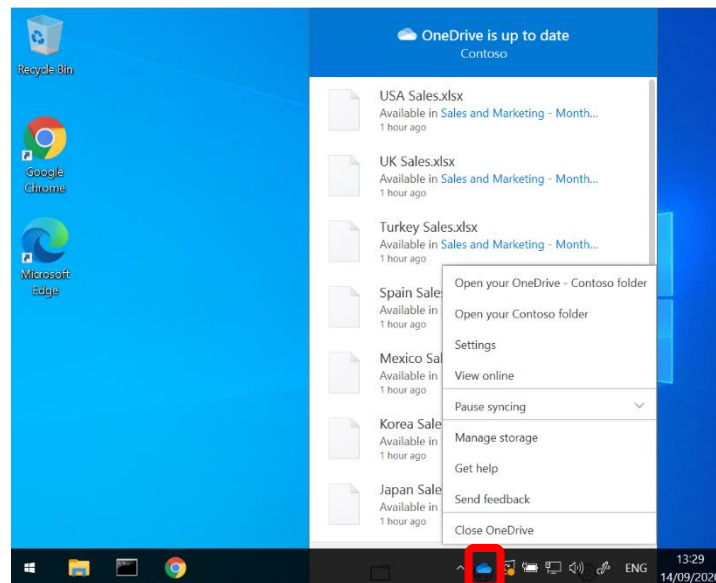 Recycle Bin
Google
Chrome
Microsoft
Edge
OneDrive is up to date
Contoso
USA Sales.xlsx
Available in Sales and Marketing - Month...
1 hour ago
UK Sales.xlsx
Available in Sales and Marketing - Month...
1 hour ago
Turkey Sales.xlsx
Available in Sales and Marketing - Month...
1 hour ago
Spain Sale
Available in
1 hour ago
Mexico Sal
Available in
1 hour ago
Korea Sale
Available in
1 hour ago
Japan Sale
Available in
1 hour ago
Open your OneDrive - Contoso folder
Open your Contoso folder
Settings
View online
Pause syncing
Manage storage
Get help
Send feedback
Close OneDrive
ENG
13:29
14/09/202